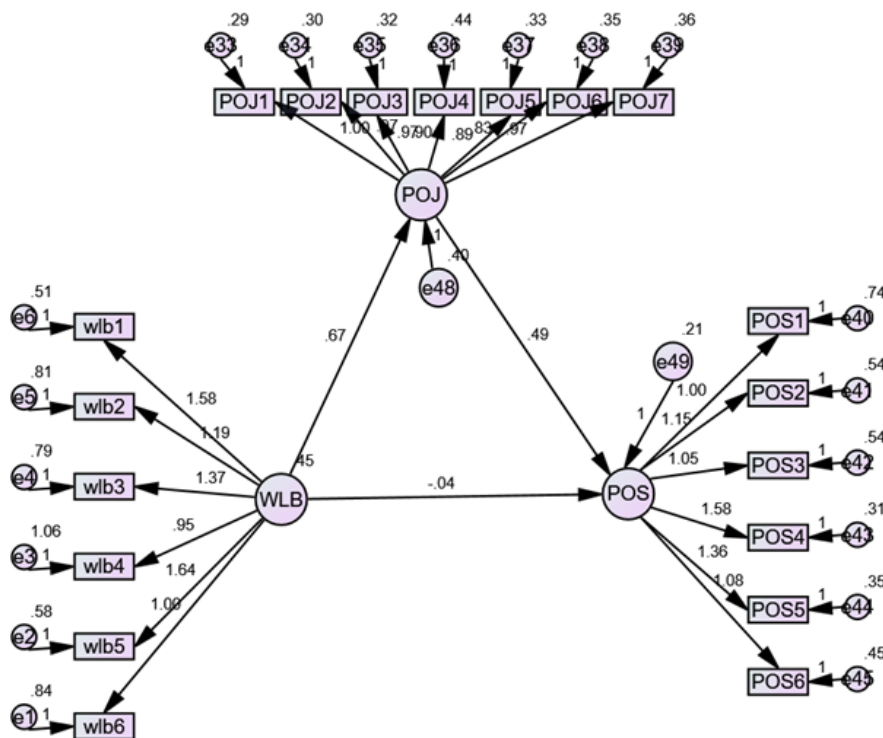 .29 .30 .32 .44 .33 .35 .36
e33 e34 e35 e36 e37 e38 e39
1 1 1 1 1 1 1
POJ1 POJ2 POJ3 POJ4 POJ5 POJ6 POJ7
1.00 .97 .97 .90 .89 .83 .97
POJ
1 .40
e48
.51
e6 1 wlb1
.67
.49
.74
POS1 1 e40
.21
e49
.81
e5 1 wlb2
1.58
1.00
.54
POS2 1 e41
1.19
1
1.15
.79
e4 1 wlb3
1.37
.45
WLB
-.04
POS
1.05
.54
POS3 1 e42
1.06
e3 1 wlb4
.95
1.58
.31
POS4 1 e43
1.64
1.36
.58
e2 1 wlb5
1.00
1.08
.35
POS5 1 e44
.84
e1 1 wlb6
.45
POS6 1 e45